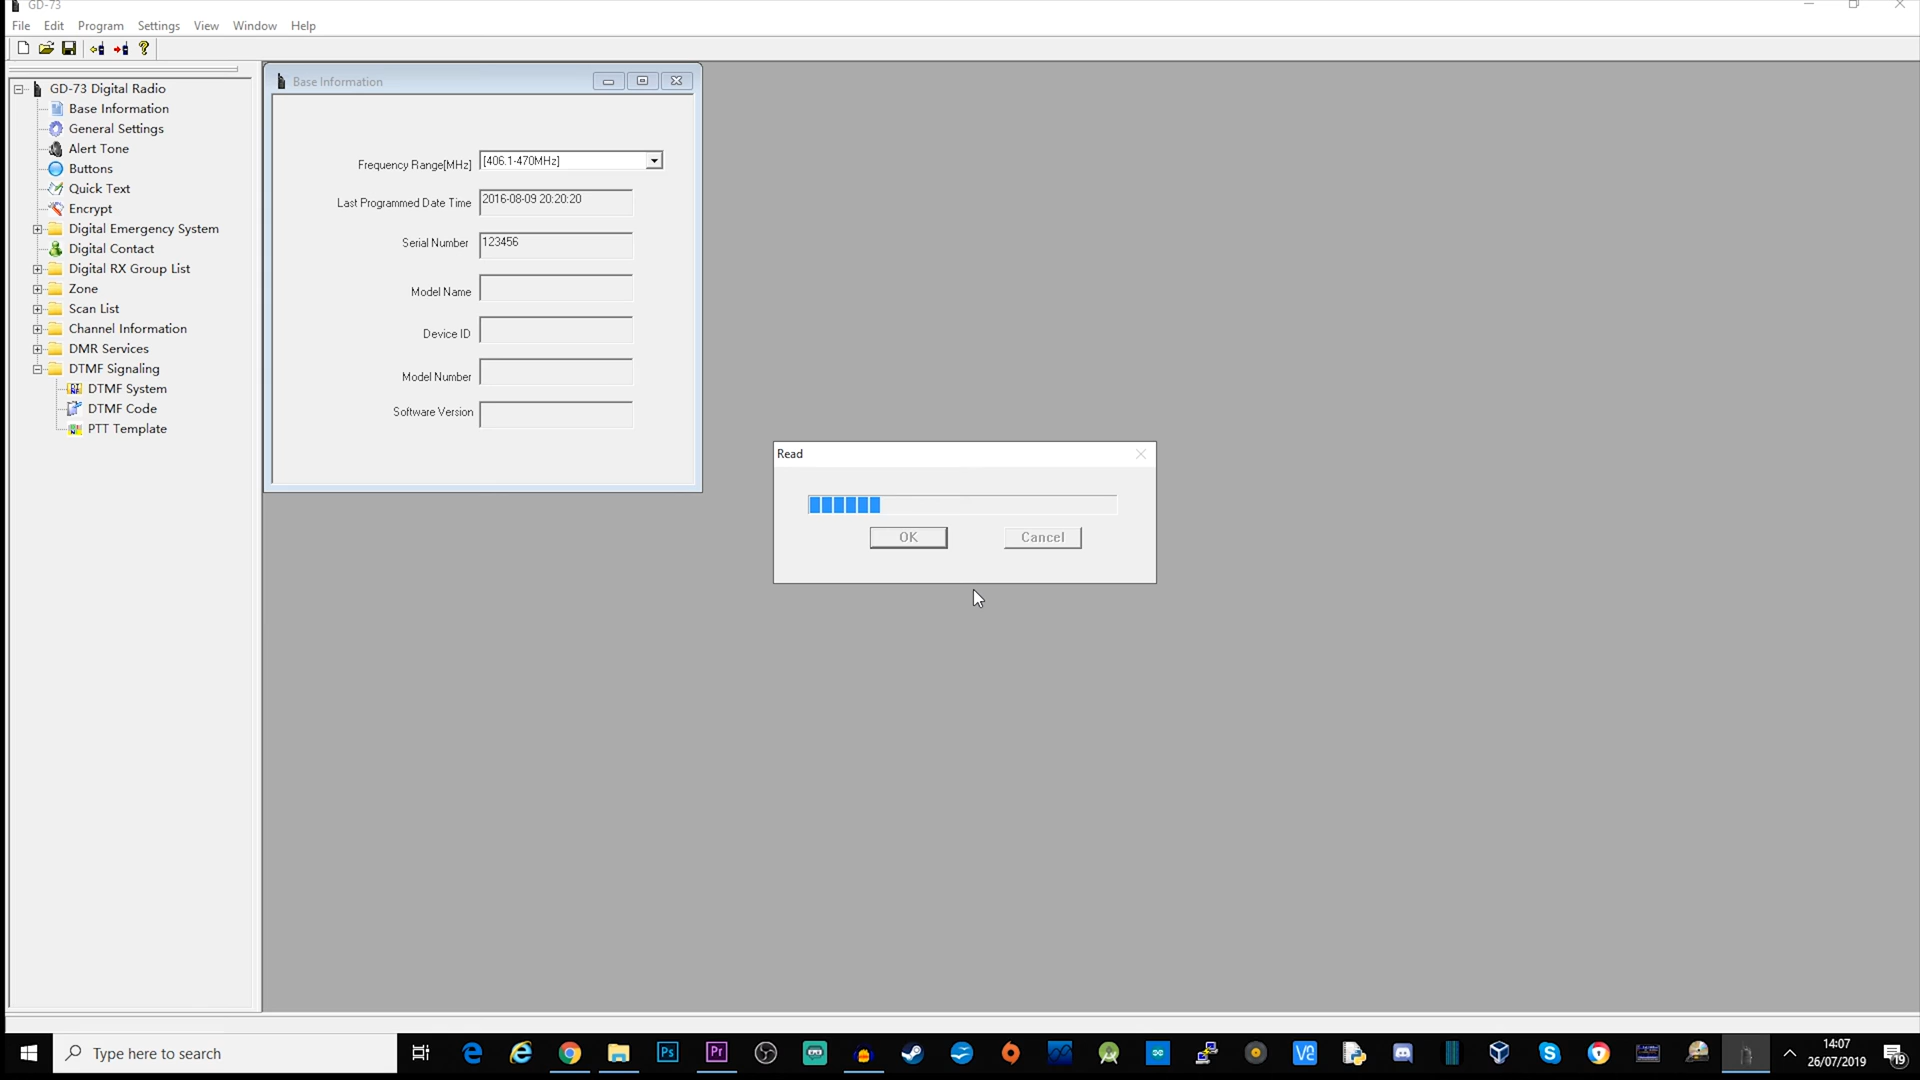 GD-73
File Edit Program Settings View Window Help
GD-73 Digital Radio
Base Information
General Settings
Alert Tone
Buttons
Quick Text
Encrypt
Digital Emergency System
Digital Contact
Digital RX Group List
Zone
Scan List
Channel Information
DMR Services
DTMF Signaling
DTMF System
DTMF Code
PTT Template
Base Information
Frequency Range[MHz] [406.1-470MHz]
Last Programmed Date Time 2016-08-09 20:20:20
Serial Number 123456
Model Name
Device ID
Model Number
Software Version
Read
OK Cancel
Type here to search
Ps
Pr
14:07
26/07/2019
19